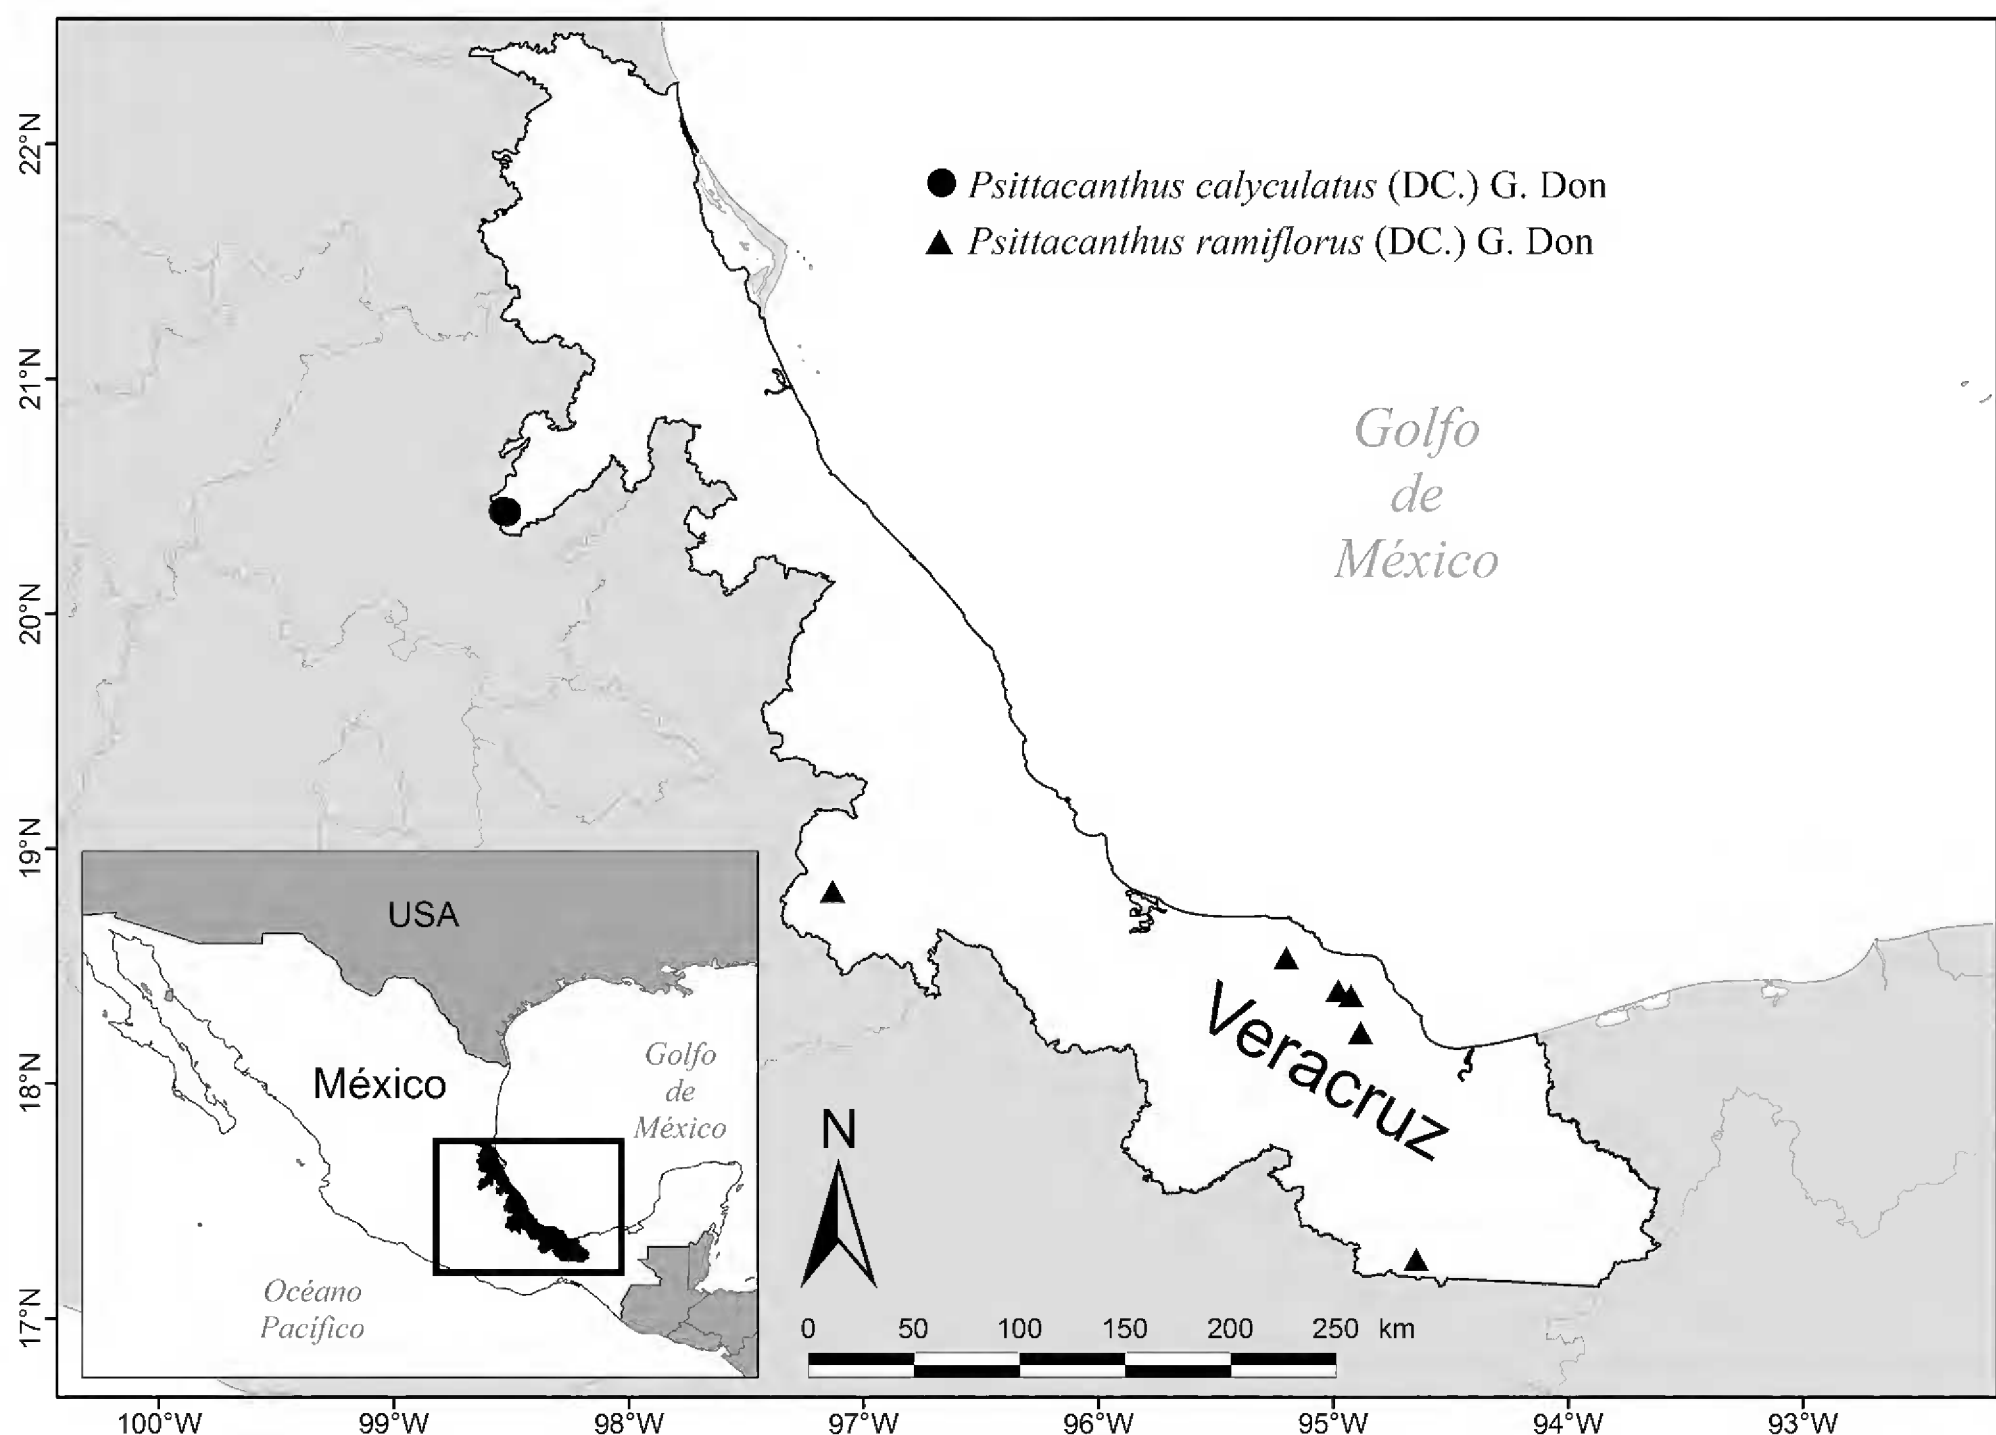 Psittacanthus calyculatus (DC.) G. Don
Psittacanthus ramiflorus (DC.) G. Don
Golfo
de
México
Veracruz
USA
México
Golfo
de
México
Océano
Pacífico
N
0 50 100 150 200 250 km
22°N
21°N
20°N
19°N
18°N
17°N
100°W 99°W 98°W 97°W 96°W 95°W 94°W 93°W